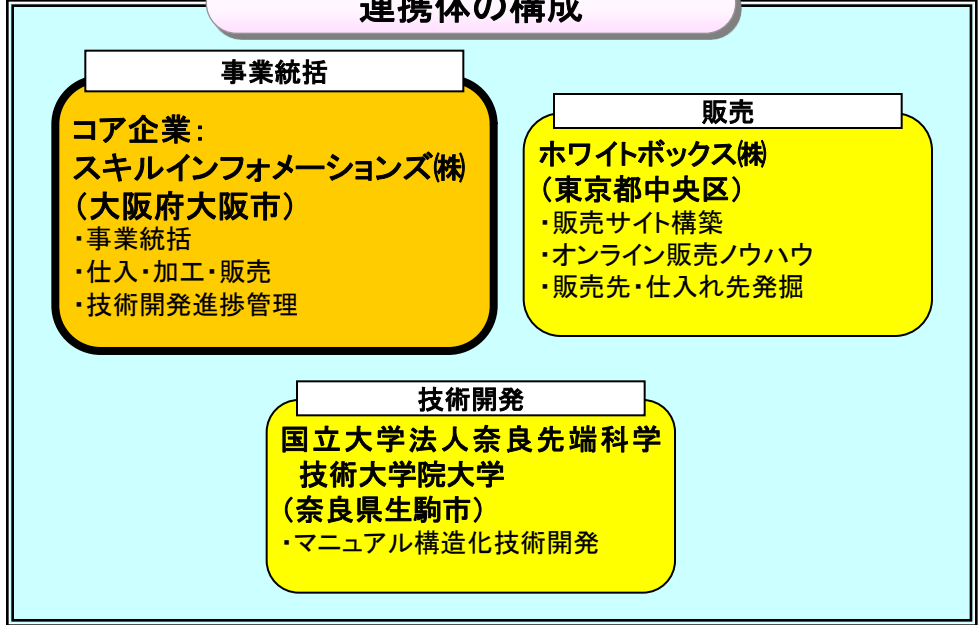 連携体の構成
事業統括
コア企業:
スキルインフォメーションズ㈱
(大阪府大阪市)
・事業統括
・仕入・加工・販売
・技術開発進捗管理
販売
ホワイトボックス㈱
(東京都中央区)
・販売サイト構築
・オンライン販売ノウハウ
・販売先・仕入れ先発掘
技術開発
国立大学法人奈良先端科学
技術大学院大学
(奈良県生駒市)
・マニュアル構造化技術開発